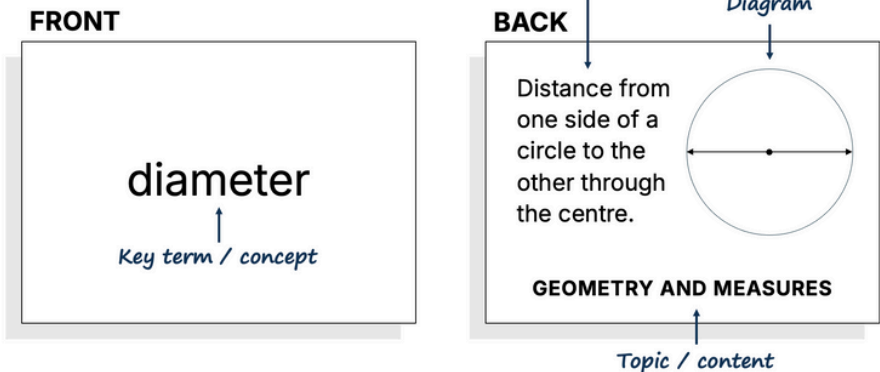 FRONT
diameter
Key term / concept
BACK
Diagram
Distance from
one side of a
circle to the
other through
the centre.
GEOMETRY AND MEASURES
Topic / content